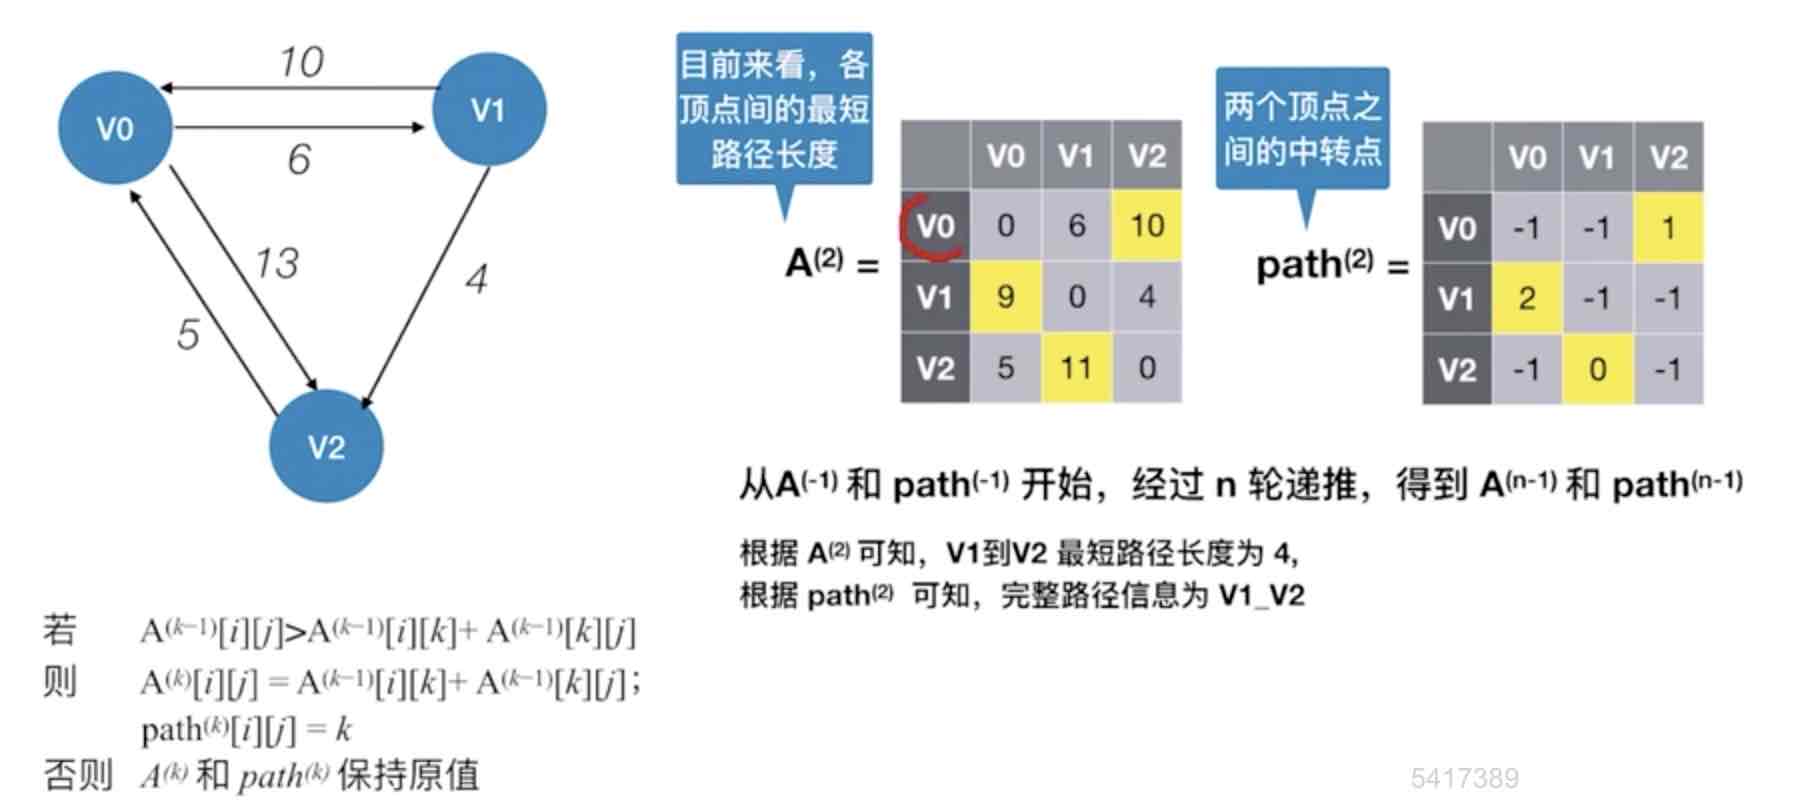 10
V0
V1
6
13
4
5
V2
目前来看，各
顶点间的最短
路径长度
A(2) =
V0 V1 V2
V0 0 6 10
V1 9 0 4
V2 5 11 0
两个顶点之
间的中转点
path(2) =
V0 V1 V2
V0 -1 -1 1
V1 2 -1 -1
V2 -1 0 -1
从A(-1) 和 path(-1) 开始，经过 n 轮递推，得到 A(n-1) 和 path(n-1)
根据 A(2) 可知，V1到V2 最短路径长度为 4,
根据 path(2) 可知，完整路径信息为 V1_V2
若 A(k−1)[i][j]>A(k−1)[i][k]+ A(k−1)[k][j]
则 A(k)[i][j] = A(k−1)[i][k]+ A(k−1)[k][j];
path(k)[i][j] = k
否则 A(k) 和 path(k) 保持原值
5417389